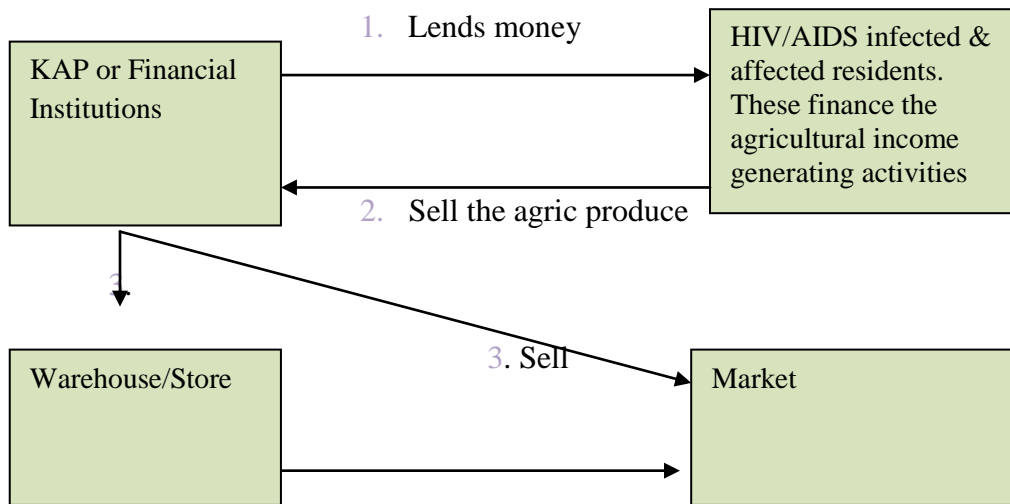 1. Lends money
KAP or Financial
Institutions
HIV/AIDS infected &
affected residents.
These finance the
agricultural income
generating activities
2. Sell the agric produce
3.
3. Sell
Warehouse/Store
Market